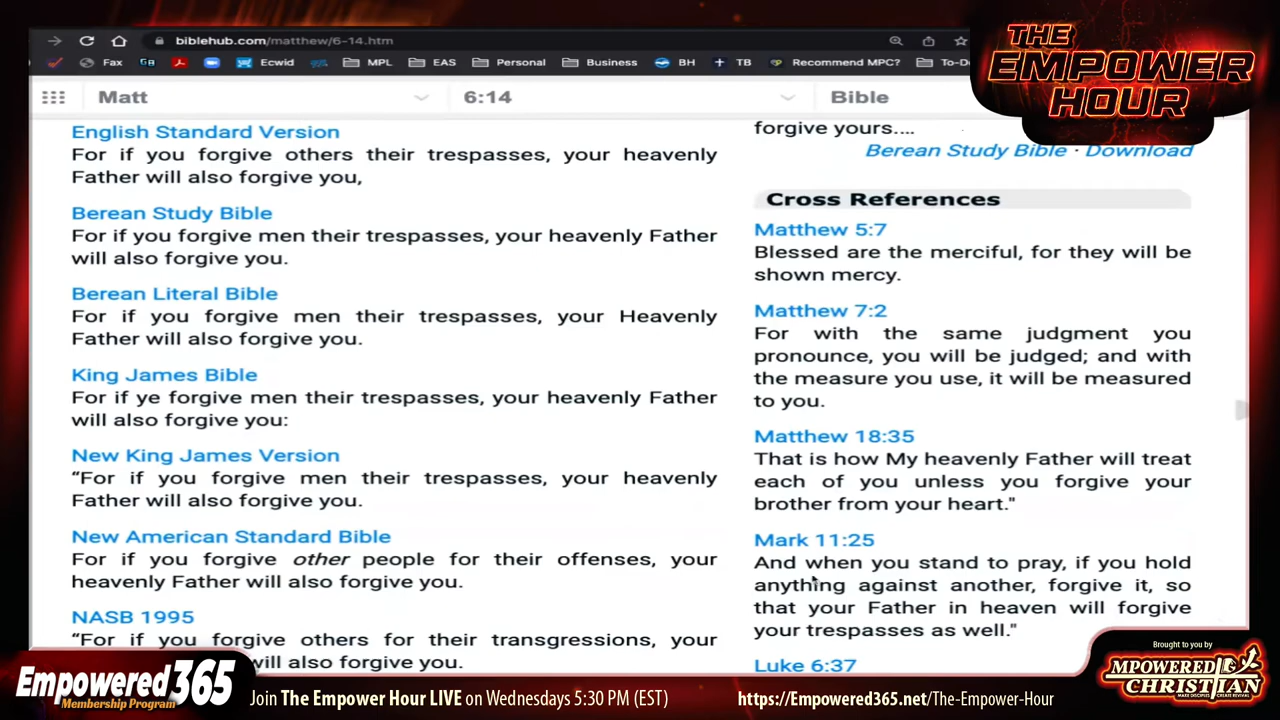 biblehub.com/matthew/6-14.htm
Fax
Ecwid
MPL
EAS
Personal
Business
BH
TB
Recommend MPC?
To-D
THE
EMPOWER
HOUR
Matt
6:14
Bible
English Standard Version
For if you forgive others their trespasses, your heavenly
Father will also forgive you,
Berean Study Bible
For if you forgive men their trespasses, your heavenly Father
will also forgive you.
Berean Literal Bible
For if you forgive men their trespasses, your Heavenly
Father will also forgive you.
King James Bible
For if ye forgive men their trespasses, your heavenly Father
will also forgive you:
New King James Version
“For if you forgive men their trespasses, your heavenly
Father will also forgive you.
New American Standard Bible
For if you forgive other people for their offenses, your
heavenly Father will also forgive you.
NASB 1995
“For if you forgive others for their transgressions, your
will also forgive you.
forgive yours....
Berean Study Bible · Download
Cross References
Matthew 5:7
Blessed are the merciful, for they will be
shown mercy.
Matthew 7:2
For with the same judgment you
pronounce, you will be judged; and with
the measure you use, it will be measured
to you.
Matthew 18:35
That is how My heavenly Father will treat
each of you unless you forgive your
brother from your heart."
Mark 11:25
And when you stand to pray, if you hold
anything against another, forgive it, so
that your Father in heaven will forgive
your trespasses as well."
Luke 6:37
Empowered365
Membership Program
Join The Empower Hour LIVE on Wednesdays 5:30 PM (EST)
https://Empowered365.net/The-Empower-Hour
Brought to you by
MPOWERED
CHRISTIAN
MAKE DISCIPLES CREATE REVIVAL